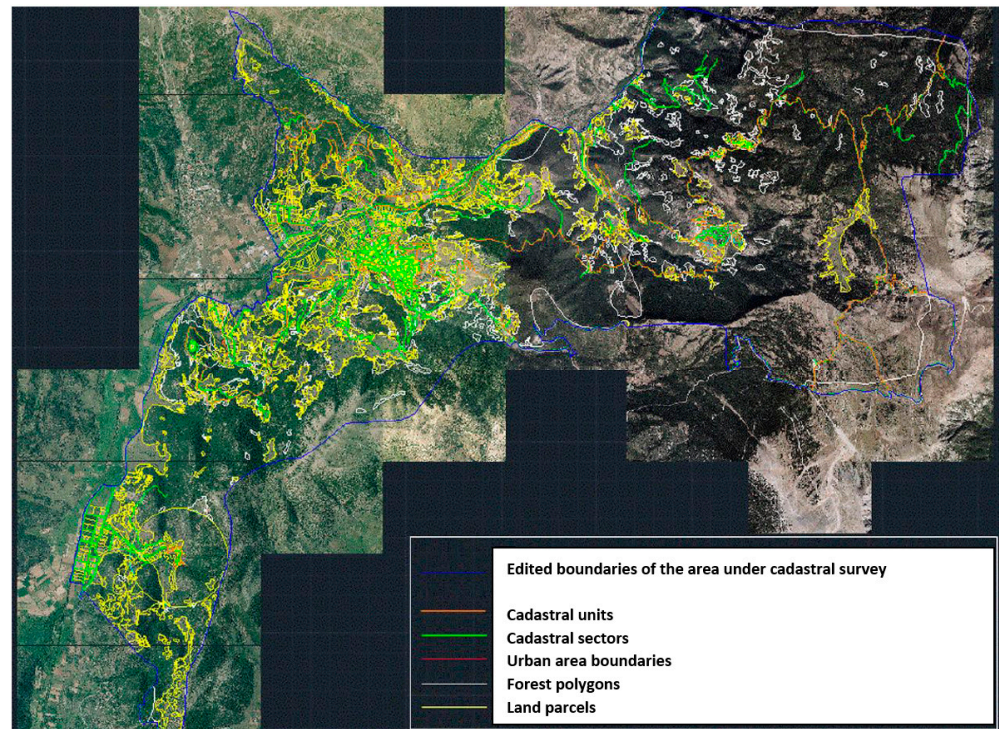 Edited boundaries of the area under cadastral survey
Cadastral units
Cadastral sectors
Urban area boundaries
Forest polygons
Land parcels